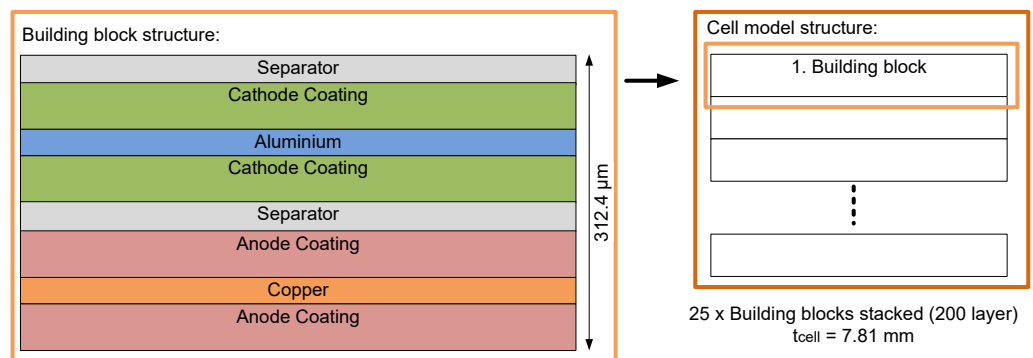 Building block structure:
Separator
Cathode Coating
Aluminium
Cathode Coating
Separator
Anode Coating
Copper
Anode Coating
312.4 µm
Cell model structure:
1. Building block
25 x Building blocks stacked (200 layer)
tcell = 7.81 mm